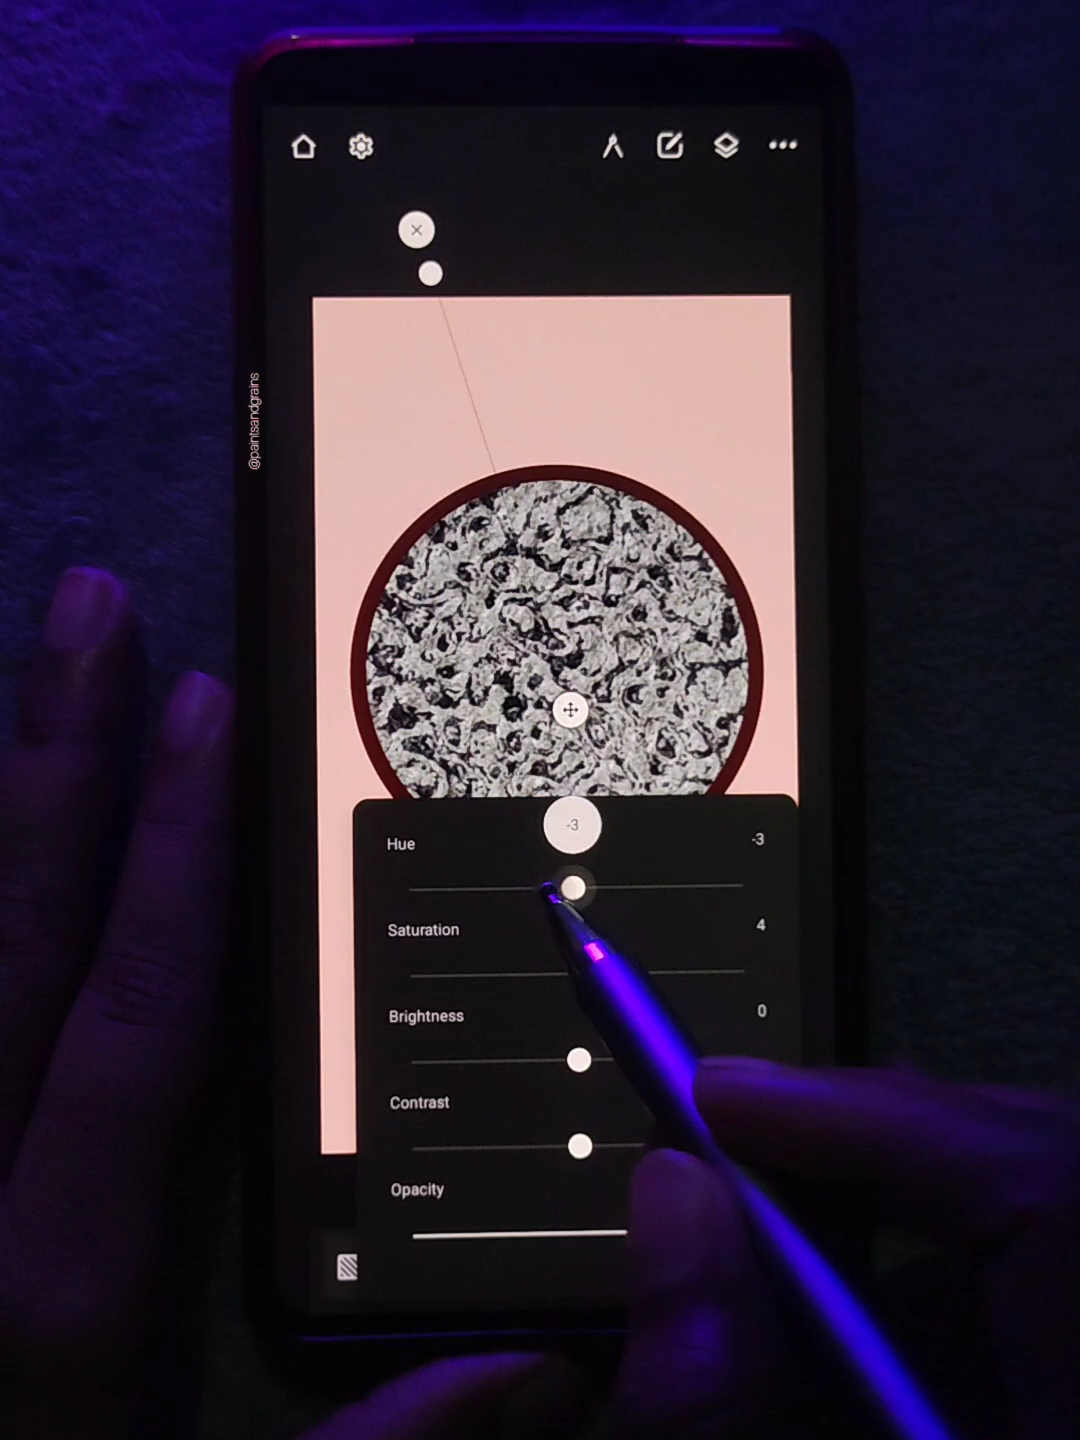 @paintsandgrains
-3
Hue
-3
Saturation
4
Brightness
0
Contrast
Opacity